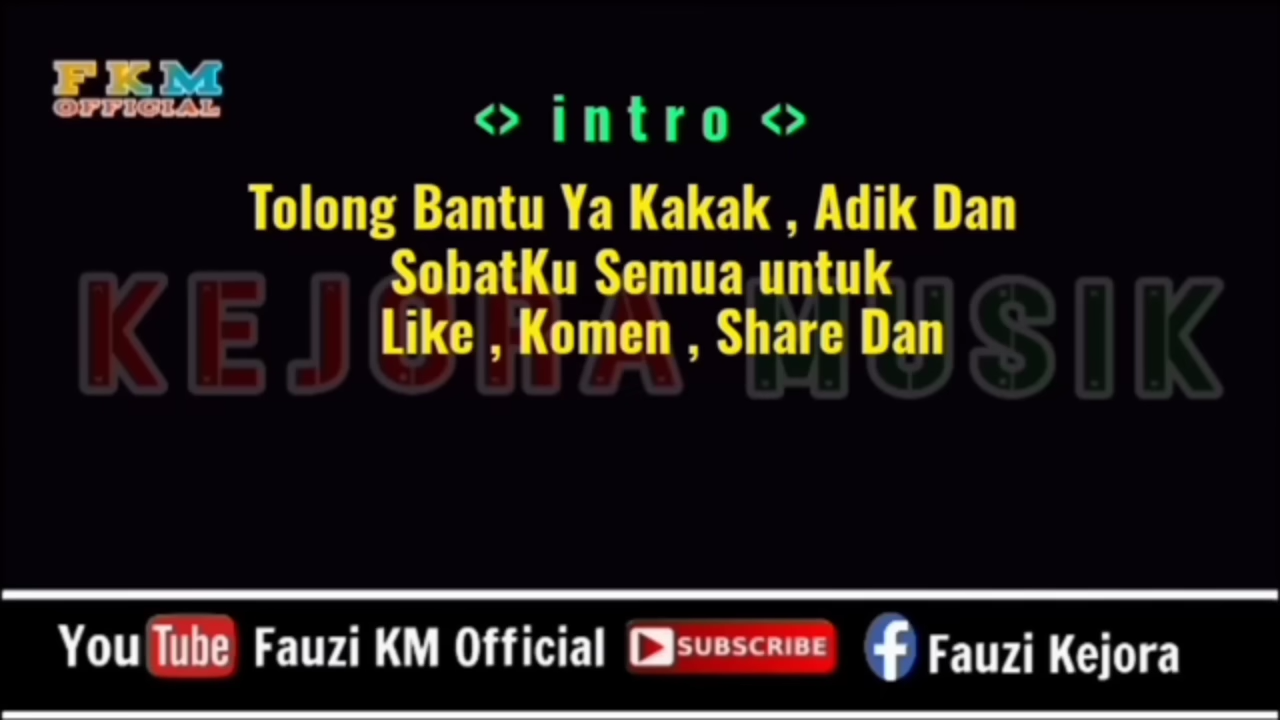 FKM
OFFICIAL
<> intro <>
Tolong Bantu Ya Kakak , Adik Dan
SobatKu Semua untuk
Like , Komen , Share Dan
KEJORA MUSIK
YouTube Fauzi KM Official SUBSCRIBE f Fauzi Kejora